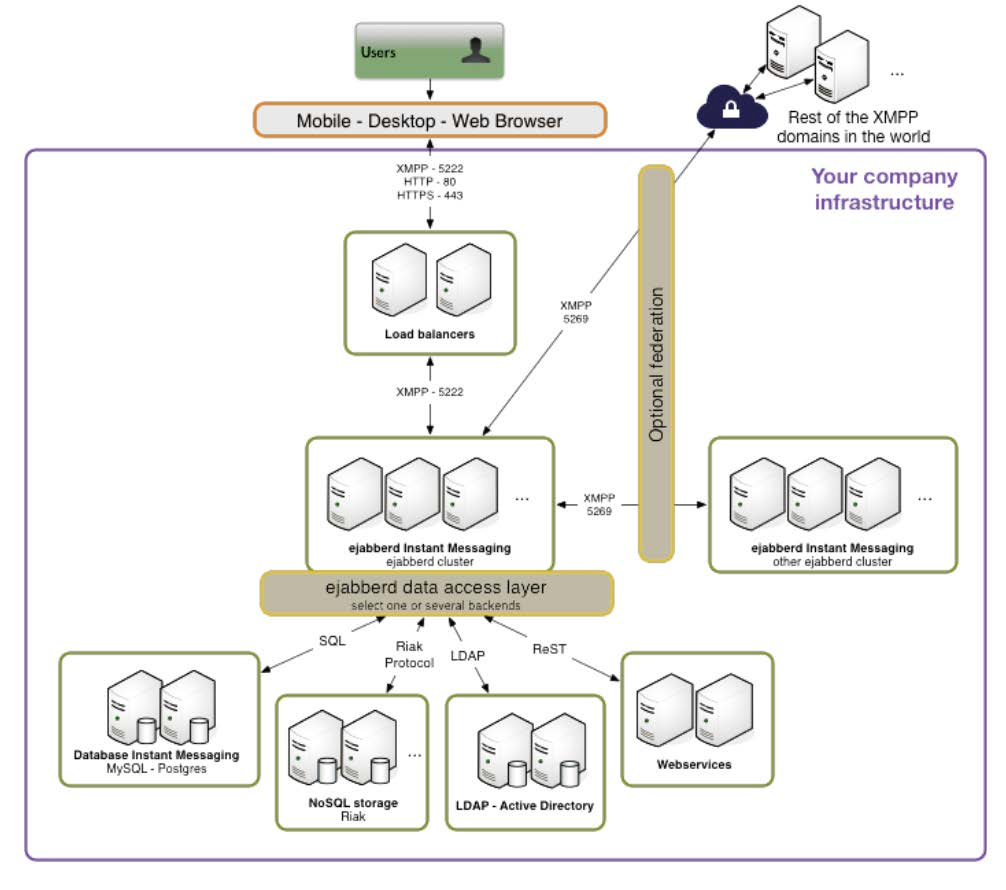 Users
Mobile - Desktop - Web Browser
...
Rest of the XMPP
domains in the world
Your company
infrastructure
XMPP - 5222
HTTP - 80
HTTPS - 443
Load balancers
XMPP
5269
Optional federation
XMPP - 5222
...
ejabberd Instant Messaging
ejabberd cluster
XMPP
5269
...
ejabberd Instant Messaging
other ejabberd cluster
ejabberd data access layer
select one or several backends
SQL
Riak
Protocol
LDAP
ReST
Database Instant Messaging
MySQL - Postgres
...
NoSQL storage
Riak
LDAP - Active Directory
Webservices